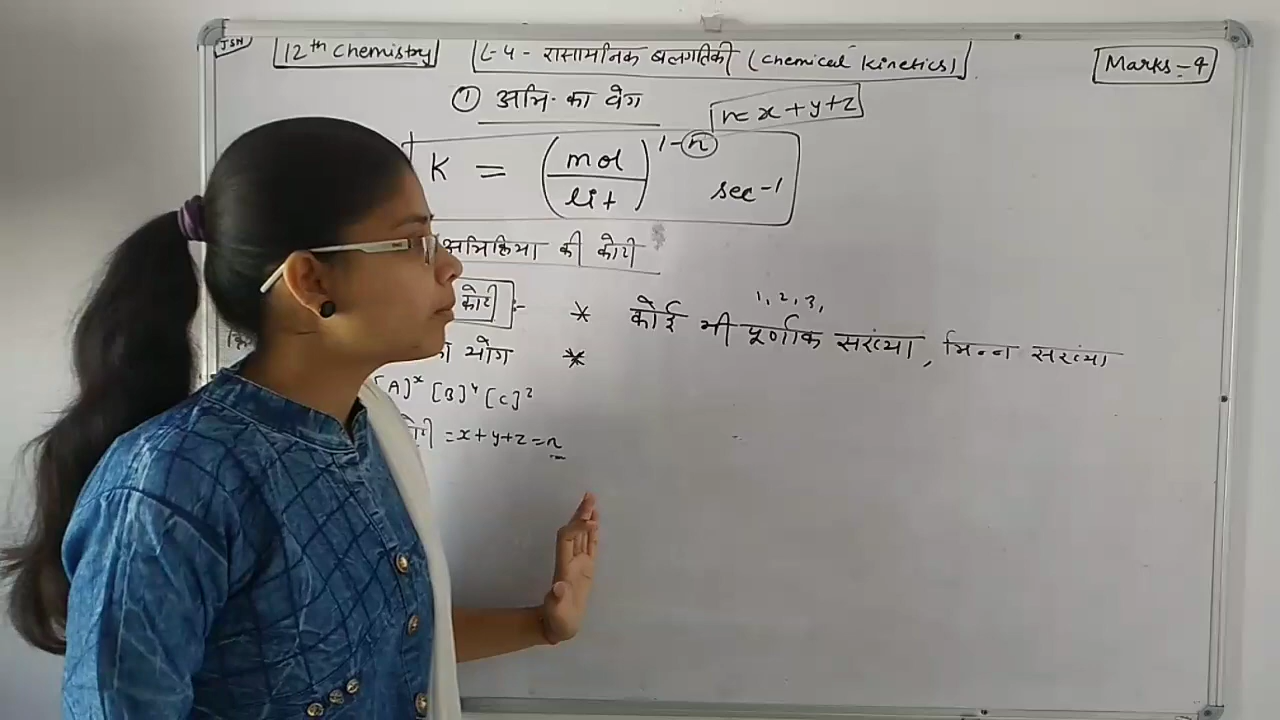 JSN
12th Chemistry
L-4- रासायनिक बलगतिकी (Chemical Kinetics)
Marks-4
① अभि. का वेग
n= x+y+z
K = (mol/lit)^1-n sec-1
अभिक्रिया की कोटी
कोटी :-
* कोई भी पूर्णांक संख्या, भिन्न संख्या
1, 2, 3,
का योग *
[A]x [B]y [C]z
कोटी = x+y+z=n